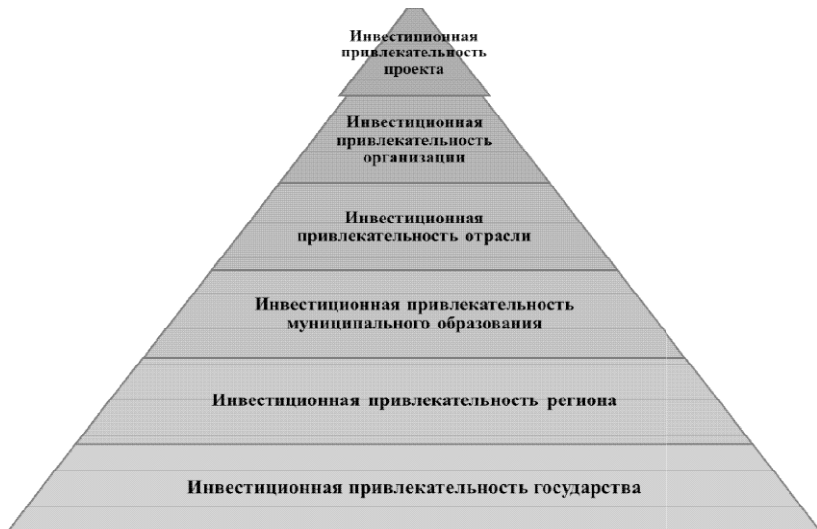 Инвестиционная
привлекательность
проекта
Инвестиционная
привлекательность
организации
Инвестиционная
привлекательность отрасли
Инвестиционная привлекательность
муниципального образования
Инвестиционная привлекательность региона
Инвестиционная привлекательность государства